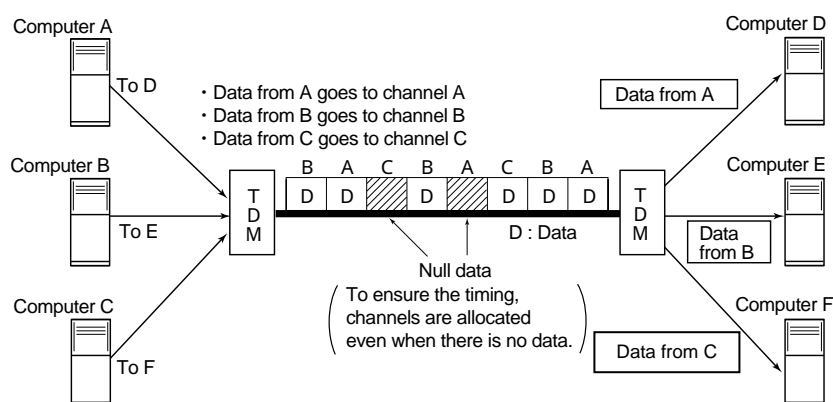 Computer A
Computer D
To D
・Data from A goes to channel A
・Data from B goes to channel B
・Data from C goes to channel C
Data from A
Computer B
Computer E
B A C B A C B A
TDM
D D D D D D
TDM
To E
D : Data
Data
from B
Null data
(To ensure the timing,
channels are allocated
even when there is no data.)
Computer C
Computer F
To F
Data from C